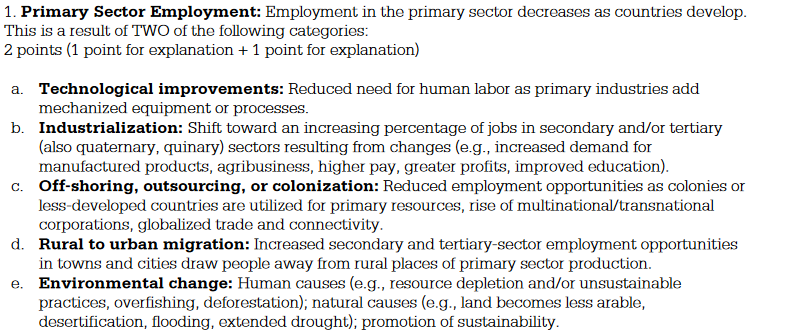 1. Primary Sector Employment: Employment in the primary sector decreases as countries develop.
This is a result of TWO of the following categories:
2 points (1 point for explanation + 1 point for explanation)
a. Technological improvements: Reduced need for human labor as primary industries add
mechanized equipment or processes.
b. Industrialization: Shift toward an increasing percentage of jobs in secondary and/or tertiary
(also quaternary, quinary) sectors resulting from changes (e.g., increased demand for
manufactured products, agribusiness, higher pay, greater profits, improved education).
c. Off-shoring, outsourcing, or colonization: Reduced employment opportunities as colonies or
less-developed countries are utilized for primary resources, rise of multinational/transnational
corporations, globalized trade and connectivity.
d. Rural to urban migration: Increased secondary and tertiary-sector employment opportunities
in towns and cities draw people away from rural places of primary sector production.
e. Environmental change: Human causes (e.g., resource depletion and/or unsustainable
practices, overfishing, deforestation); natural causes (e.g., land becomes less arable,
desertification, flooding, extended drought); promotion of sustainability.